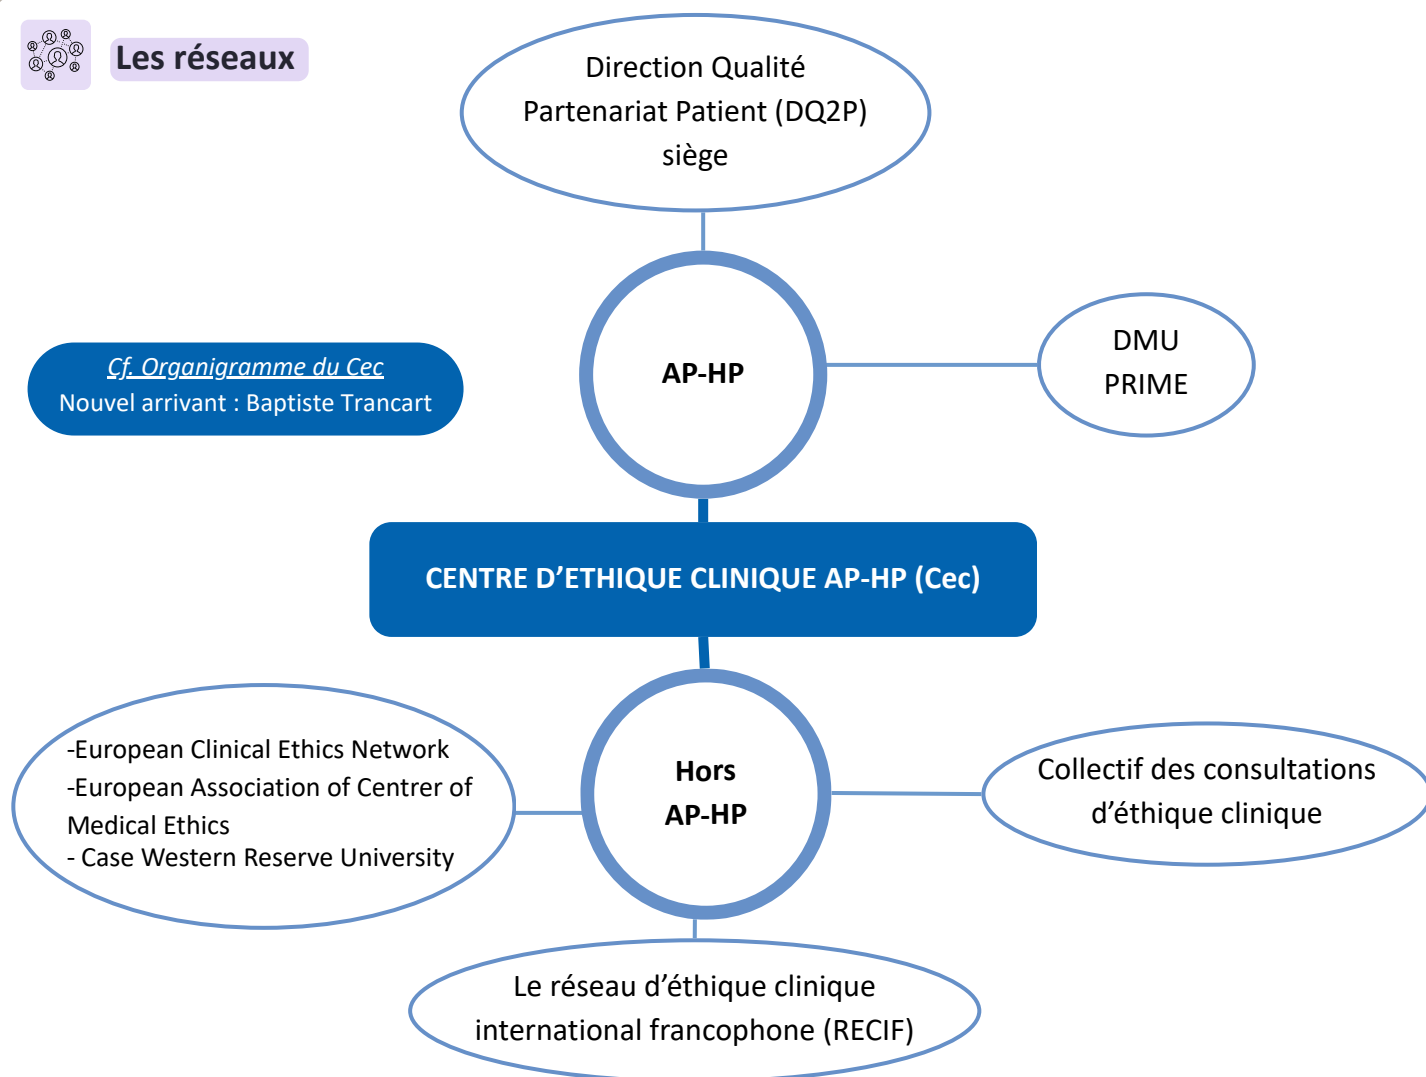 Les réseaux
Direction Qualité
Partenariat Patient (DQ2P)
siège
AP-HP
DMU
PRIME
Cf. Organigramme du Cec
Nouvel arrivant : Baptiste Trancart
CENTRE D’ETHIQUE CLINIQUE AP-HP (Cec)
-European Clinical Ethics Network
-European Association of Centrer of
Medical Ethics
- Case Western Reserve University
Hors
AP-HP
Collectif des consultations
d’éthique clinique
Le réseau d’éthique clinique
international francophone (RECIF)